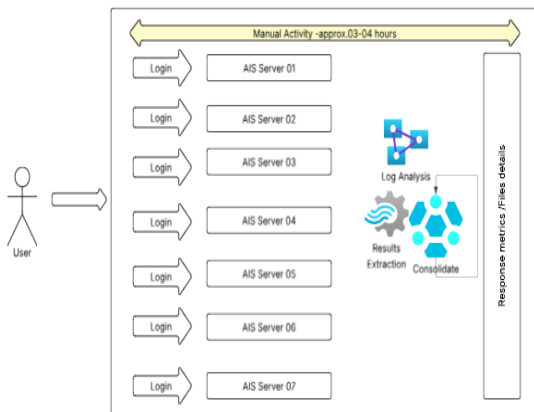 Manual Activity -approx.03-04 hours
Login
AIS Server 01
Login
AIS Server 02
Login
AIS Server 03
Login
AIS Server 04
Login
AIS Server 05
Login
AIS Server 06
Login
AIS Server 07
User
Log Analysis
Results
Extraction
Consolidate
Response metrics /Files details